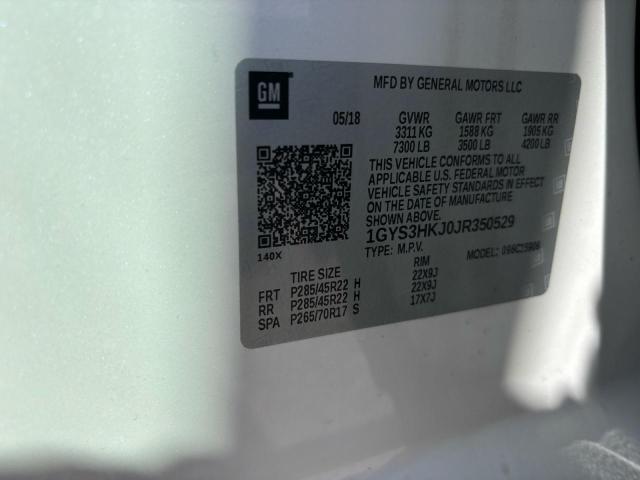 GM
MFD BY GENERAL MOTORS LLC
05/18 GVWR GAWR FRT GAWR RR
3311 KG 1588 KG 1905 KG
7300 LB 3500 LB 4200 LB
THIS VEHICLE CONFORMS TO ALL
APPLICABLE U.S. FEDERAL MOTOR
VEHICLE SAFETY STANDARDS IN EFFECT
ON THE DATE OF MANUFACTURE
SHOWN ABOVE.
1GYS3HKJ0JR350529
TYPE: M.P.V. MODEL:
140X
TIRE SIZE RIM
FRT P285/45R22 H 22X9J
RR P285/45R22 H 22X9J
SPA P265/70R17 S 17X7J